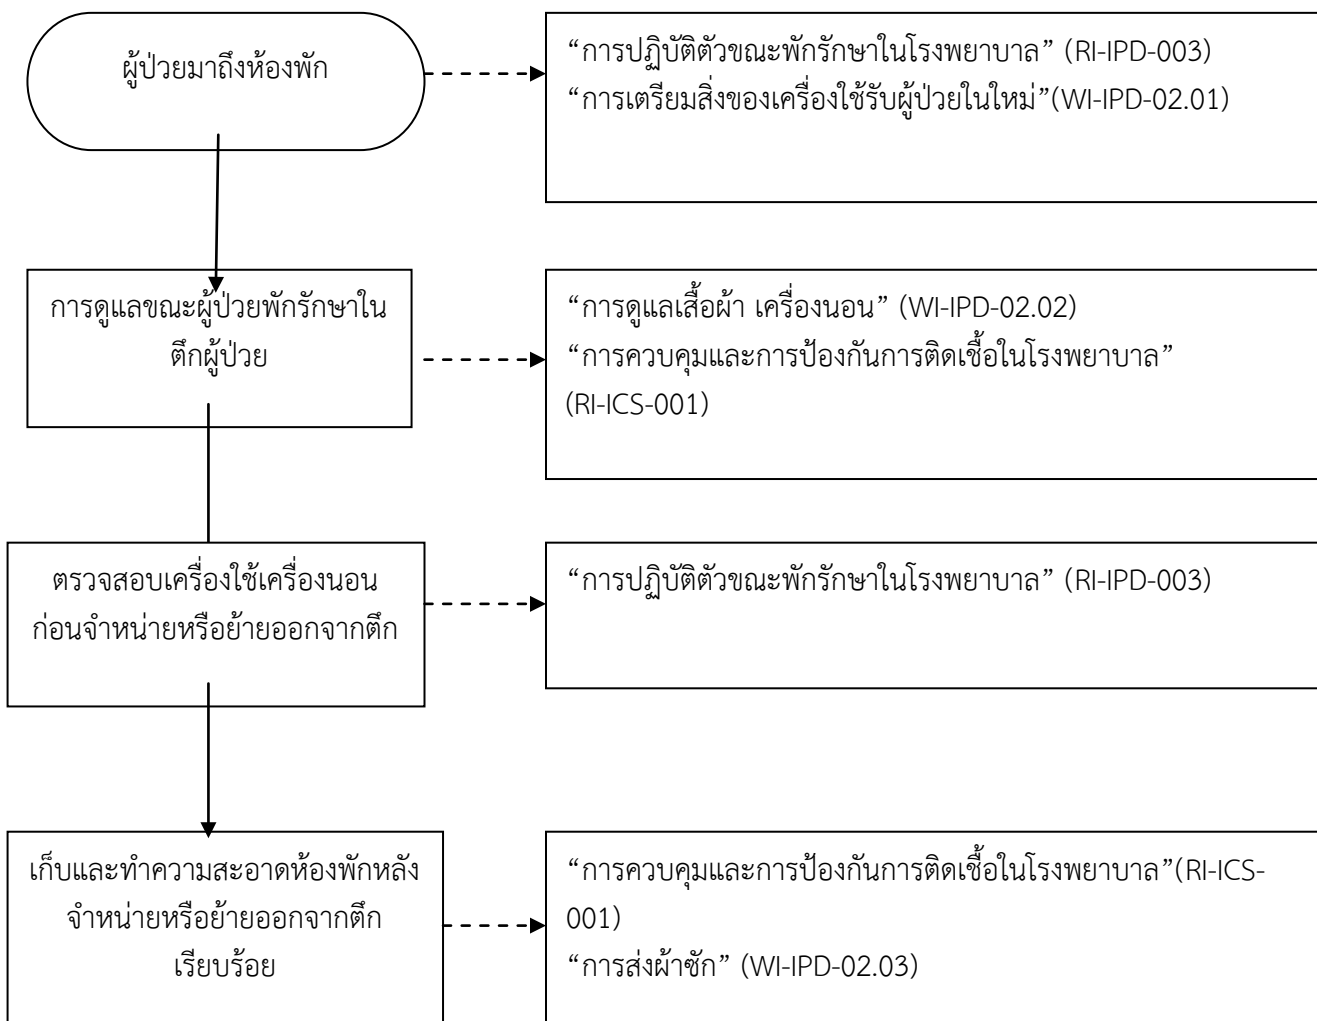 ผู้ป่วยมาถึงห้องพัก
“การปฏิบัติตัวขณะพักรักษาในโรงพยาบาล” (RI-IPD-003)
“การเตรียมสิ่งของเครื่องใช้รับผู้ป่วยในใหม่”(WI-IPD-02.01)
การดูแลขณะผู้ป่วยพักรักษาใน
ตึกผู้ป่วย
“การดูแลเสื้อผ้า เครื่องนอน” (WI-IPD-02.02)
“การควบคุมและการป้องกันการติดเชื้อในโรงพยาบาล”
(RI-ICS-001)
ตรวจสอบเครื่องใช้เครื่องนอน
ก่อนจำหน่ายหรือย้ายออกจากตึก
“การปฏิบัติตัวขณะพักรักษาในโรงพยาบาล” (RI-IPD-003)
เก็บและทำความสะอาดห้องพักหลัง
จำหน่ายหรือย้ายออกจากตึก
เรียบร้อย
“การควบคุมและการป้องกันการติดเชื้อในโรงพยาบาล”(RI-ICS-
001)
“การส่งผ้าซัก” (WI-IPD-02.03)